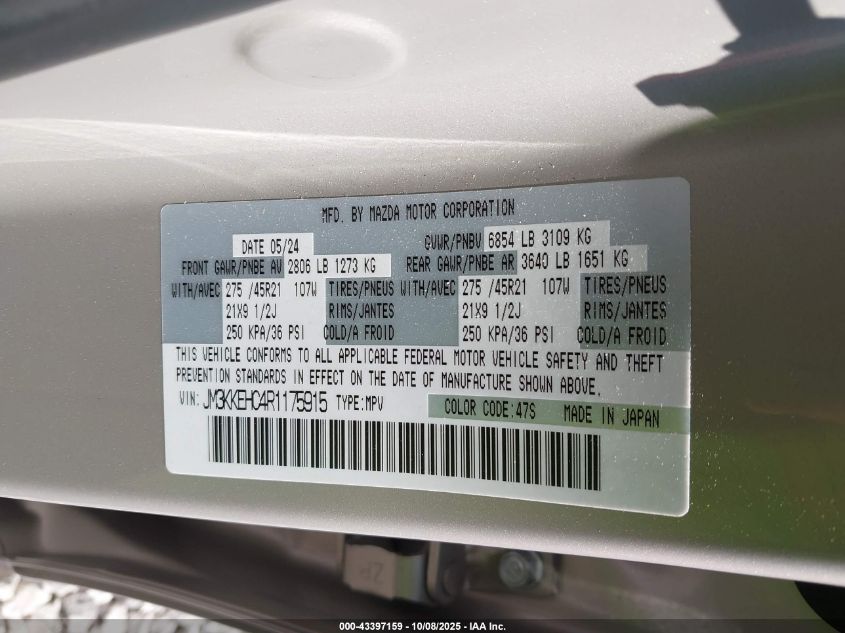 MFD. BY MAZDA MOTOR CORPORATION
DATE 05/24 GVWR/PNBV 6854 LB 3109 KG
FRONT GAWR/PNBE AV 2806 LB 1273 KG REAR GAWR/PNBE AR 3640 LB 1651 KG
WITH/AVEC 275 /45R21 107W TIRES/PNEUS WITH/AVEC 275 /45R21 107W TIRES/PNEUS
21X9 1/2J RIMS/JANTES 21X9 1/2J RIMS/JANTES
250 KPA/36 PSI COLD/A FROID 250 KPA/36 PSI COLD/A FROID
THIS VEHICLE CONFORMS TO ALL APPLICABLE FEDERAL MOTOR VEHICLE SAFETY AND THEFT
PREVENTION STANDARDS IN EFFECT ON THE DATE OF MANUFACTURE SHOWN ABOVE.
VIN: JM3KKEHC4R1175915 TYPE:MPV COLOR CODE:47S MADE IN JAPAN
ZP
000-43397159 - 10/08/2025 - IAA Inc.